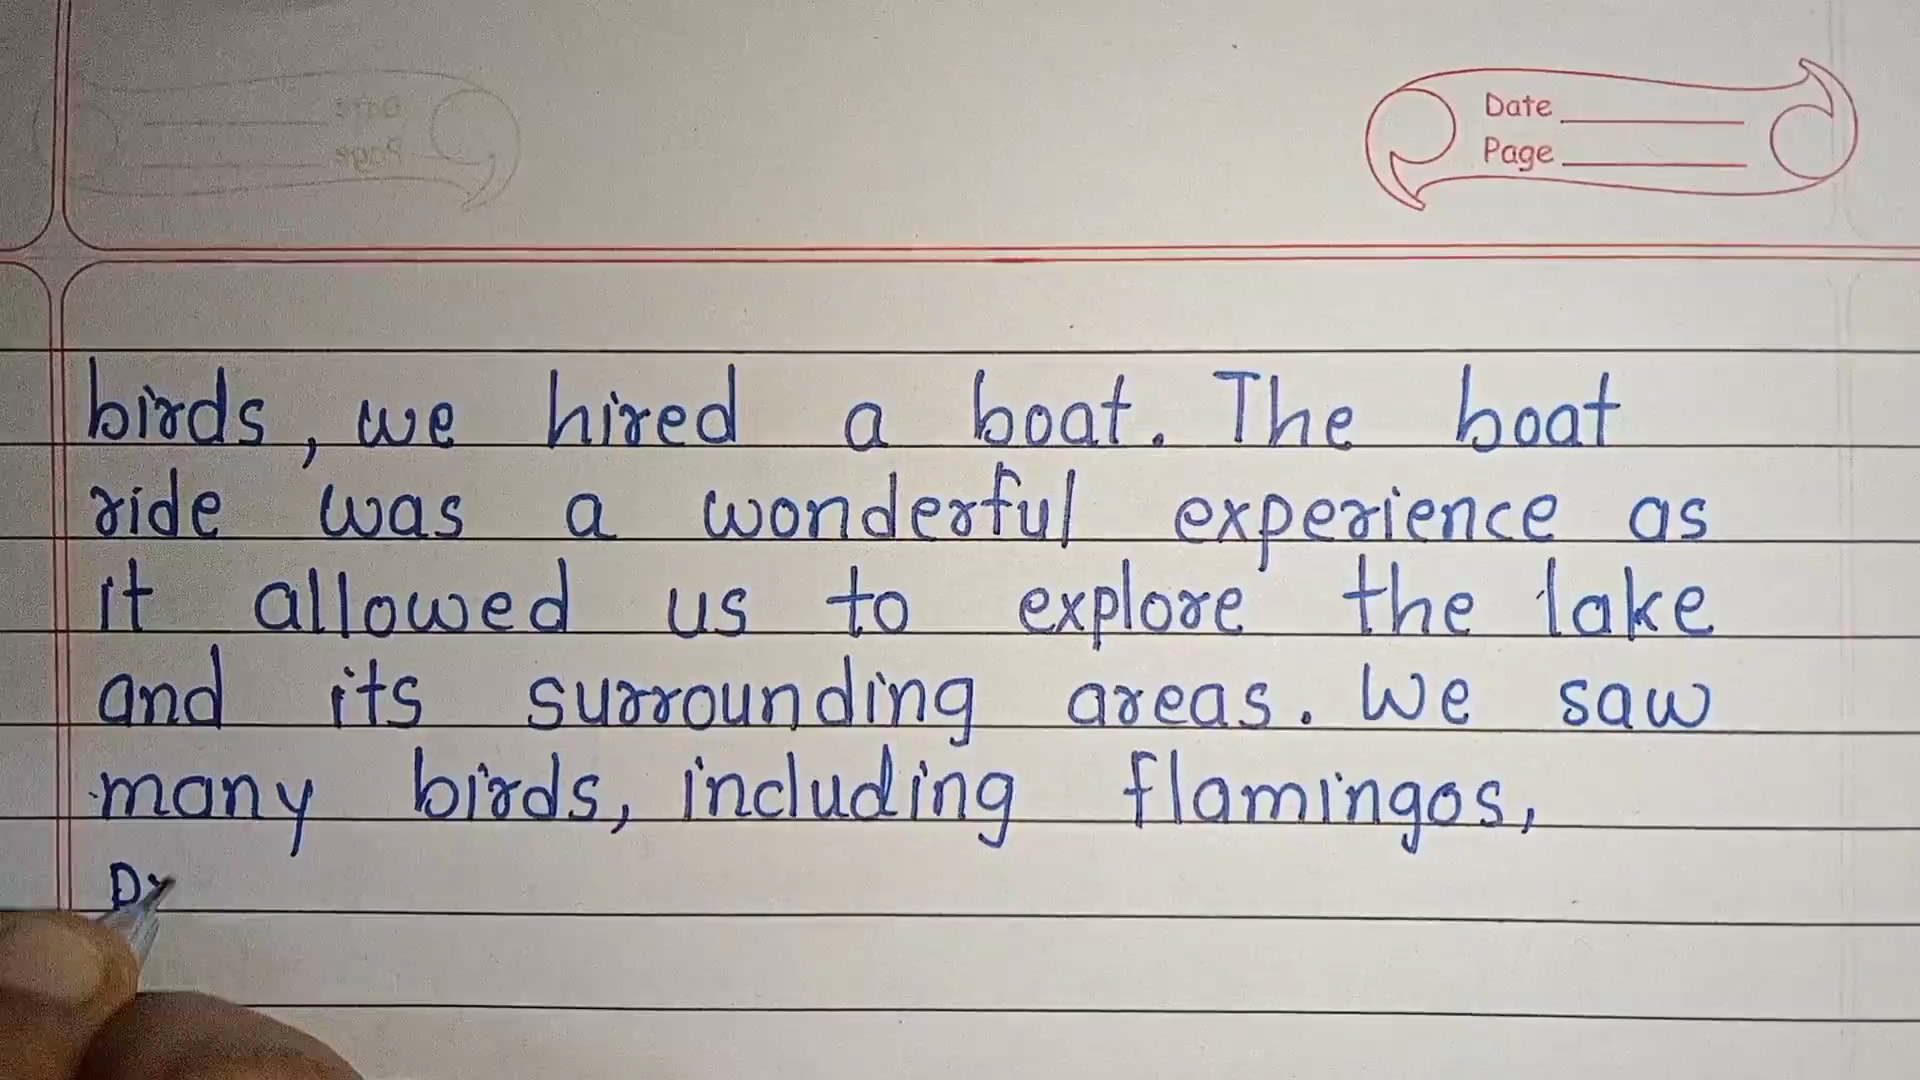 Date
Page
birds, we hired a boat. The boat
ride was a wonderful experience as
it allowed us to explore the lake
and its surrounding areas. We saw
many birds, including flamingos,